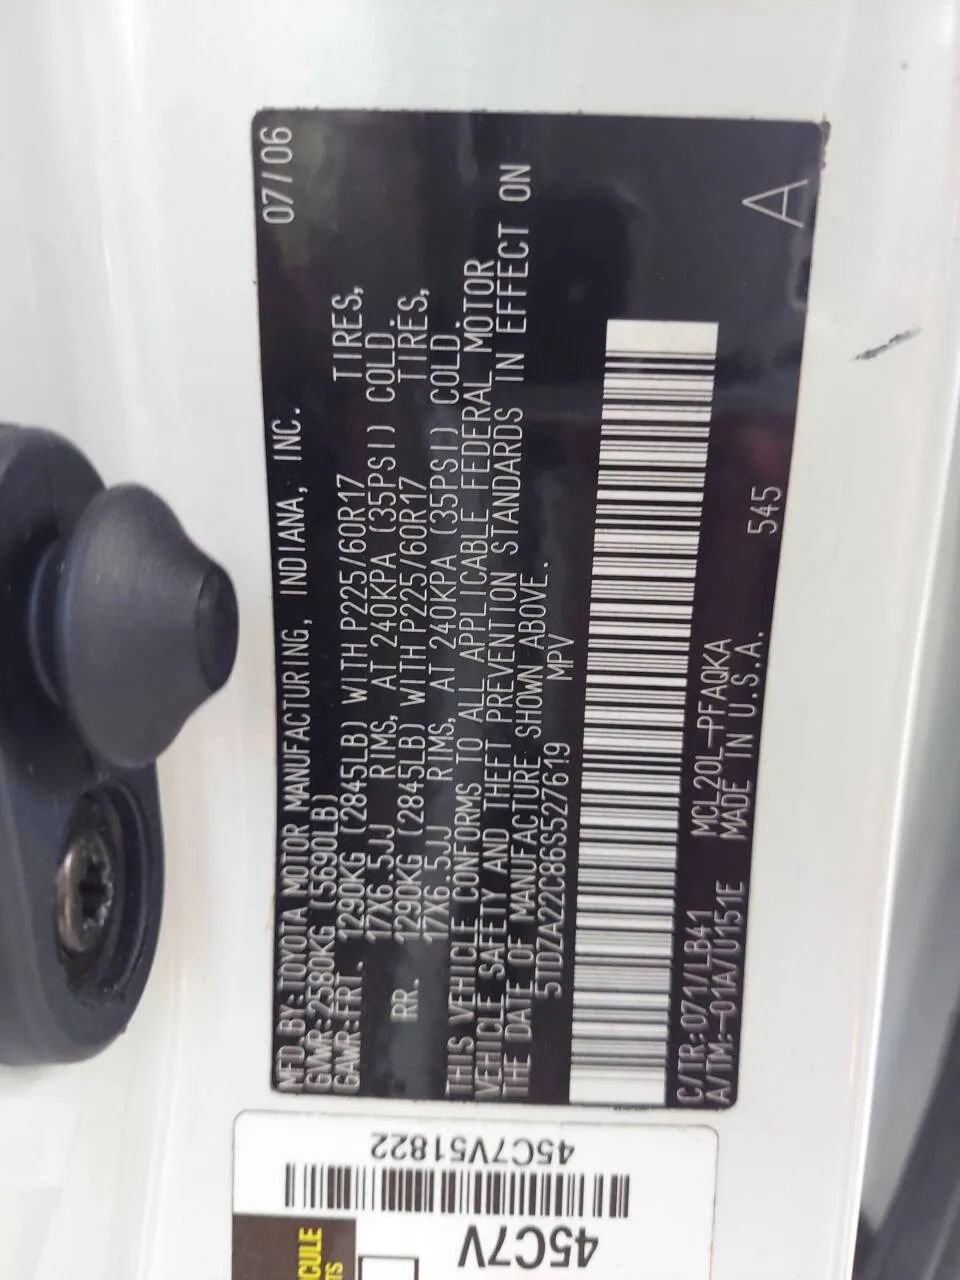 MFD.BY:TOYOTA MOTOR MANUFACTURING, INDIANA, INC. 07/06
GVWR:2580KG (5690LB)
GAWR:FRT. 1290KG (2845LB) WITH P225/60R17 TIRES,
17X6.5JJ RIMS, AT 240KPA (35PSI) COLD.
RR. 1290KG (2845LB) WITH P225/60R17 TIRES,
17X6.5JJ RIMS, AT 240KPA (35PSI) COLD.
THIS VEHICLE CONFORMS TO ALL APPLICABLE FEDERAL MOTOR
VEHICLE SAFETY AND THEFT PREVENTION STANDARDS IN EFFECT ON
THE DATE OF MANUFACTURE SHOWN ABOVE.
5TDZA22C86S527619 MPV
C/TR:071/LB41 MCL20L-PFAQKA
A/TM:-01A/U151E MADE IN U.S.A. 545
A
45C7V51822
45C7V